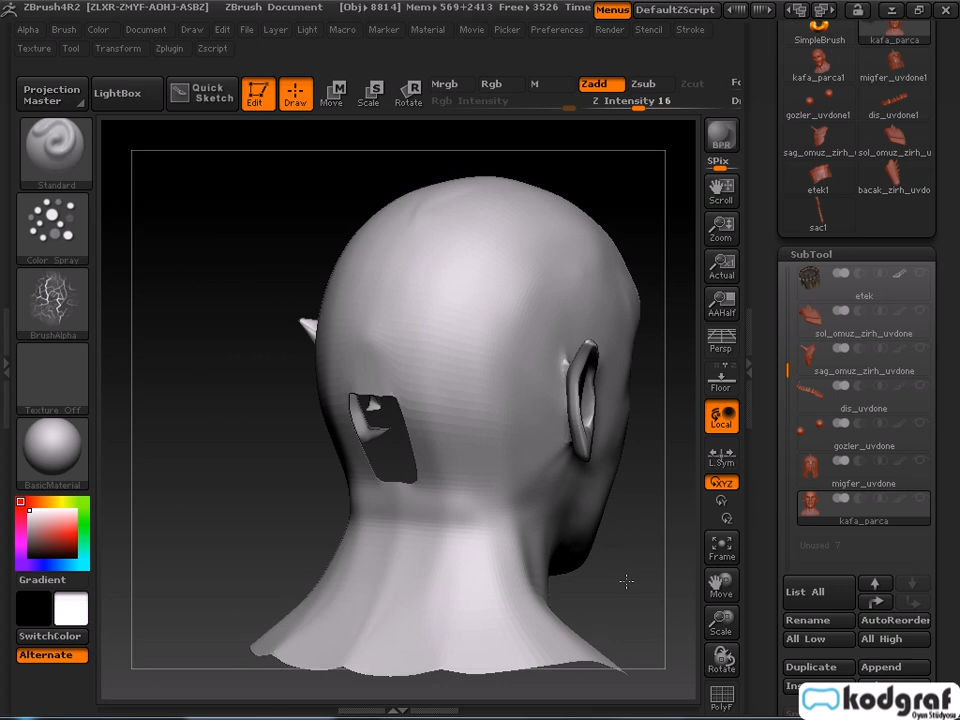 ZBrush 4R2 [ZLXR-ZMYF-AOHJ-ASBZ] ZBrush Document [Obj▸8814] Mem▸569+2413 Free▸3526 Time Menus DefaultZScript
Alpha Brush Color Document Draw Edit File Layer Light Macro Marker Material Movie Picker Preferences Render Stencil Stroke
Texture Tool Transform Zplugin Zscript
Projection Master
LightBox
Quick Sketch
Edit Draw Move Scale Rotate
Mrgb Rgb M Zadd Zsub Zcut
Rgb Intensity Z Intensity 16
Standard
Color Spray
BrushAlpha
Texture Off
BasicMaterial
Gradient
SwitchColor
Alternate
BPR
SPix
Scroll
Zoom
Actual
AAHalf
Persp
Floor
Local
L.Sym
XYZ
Frame
Move
Scale
Rotate
PolyF
SimpleBrush kafa_parca
kafa_parca1 migfer_uvdone1
gozler_uvdone1 dis_uvdone1
sag_omuz_zirh_u sol_omuz_zirh_u
etek1 bacak_zirh_uvdo
sac1
SubTool
etek
sol_omuz_zirh_uvdone
sag_omuz_zirh_uvdone
dis_uvdone
gozler_uvdone
migfer_uvdone
kafa_parca
Unused 7
List All
Rename AutoReorder
All Low All High
Duplicate Append
kodgraf
Oyun Stüdyosu